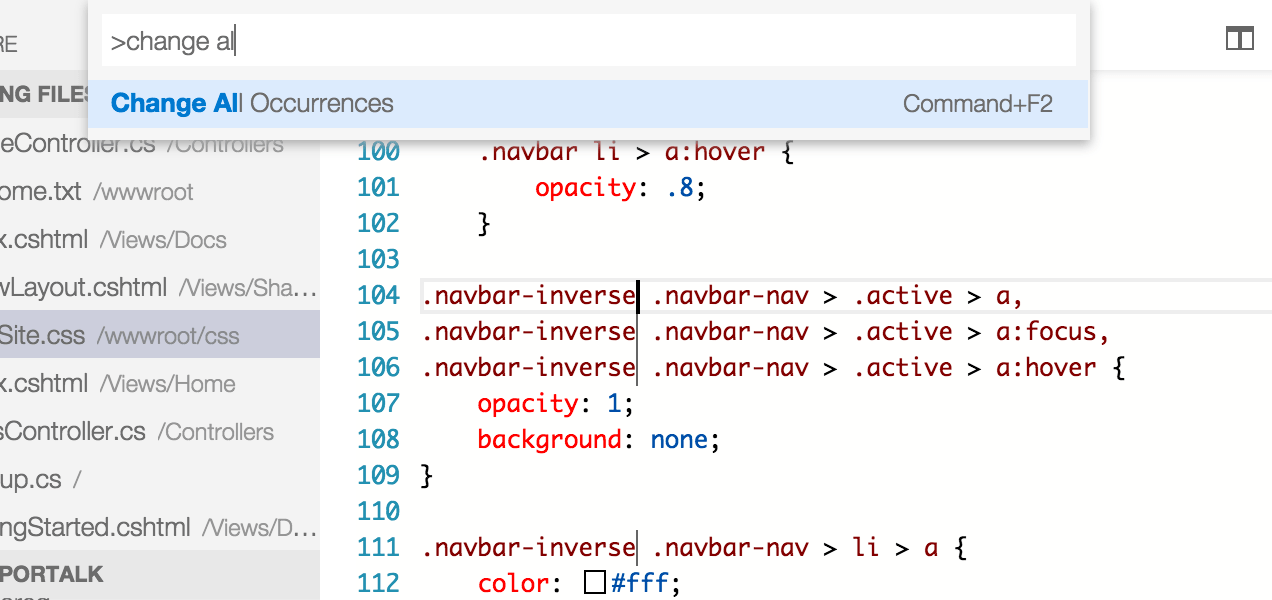 >change al
Change All Occurrences Command+F2
RE
NG FILES
eController.cs /Controllers
ome.txt /wwwroot
x.cshtml /Views/Docs
wLayout.cshtml /Views/Sha...
Site.css /wwwroot/css
x.cshtml /Views/Home
sController.cs /Controllers
up.cs /
ngStarted.cshtml /Views/D...
PORTALK
100 .navbar li > a:hover {
101 opacity: .8;
102 }
103
104 .navbar-inverse .navbar-nav > .active > a,
105 .navbar-inverse .navbar-nav > .active > a:focus,
106 .navbar-inverse .navbar-nav > .active > a:hover {
107 opacity: 1;
108 background: none;
109 }
110
111 .navbar-inverse .navbar-nav > li > a {
112 color: #fff;